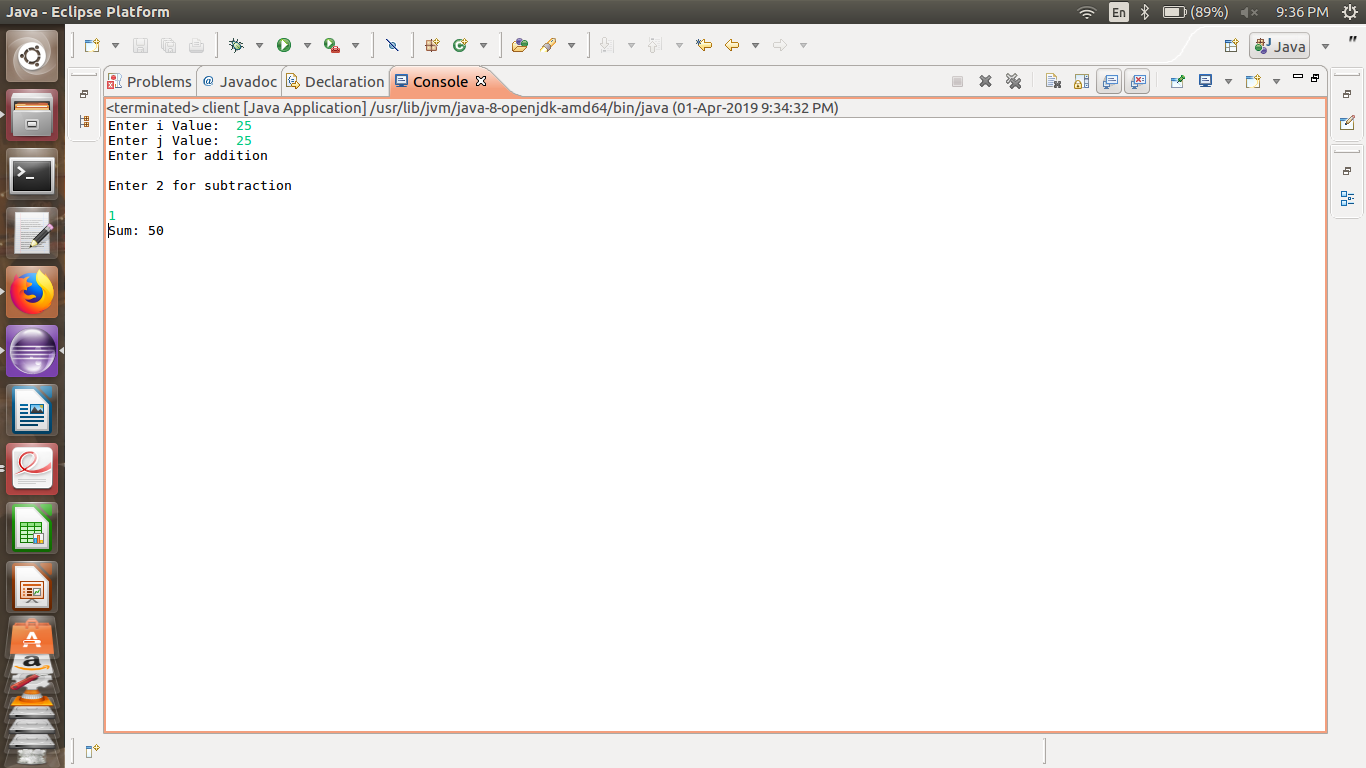 Java - Eclipse Platform
En
(89%)
9:36 PM
Java
"
Problems
@ Javadoc
Declaration
Console
<terminated> client [Java Application] /usr/lib/jvm/java-8-openjdk-amd64/bin/java (01-Apr-2019 9:34:32 PM)
Enter i Value:  25
Enter j Value:  25
Enter 1 for addition
Enter 2 for subtraction
1
Sum: 50